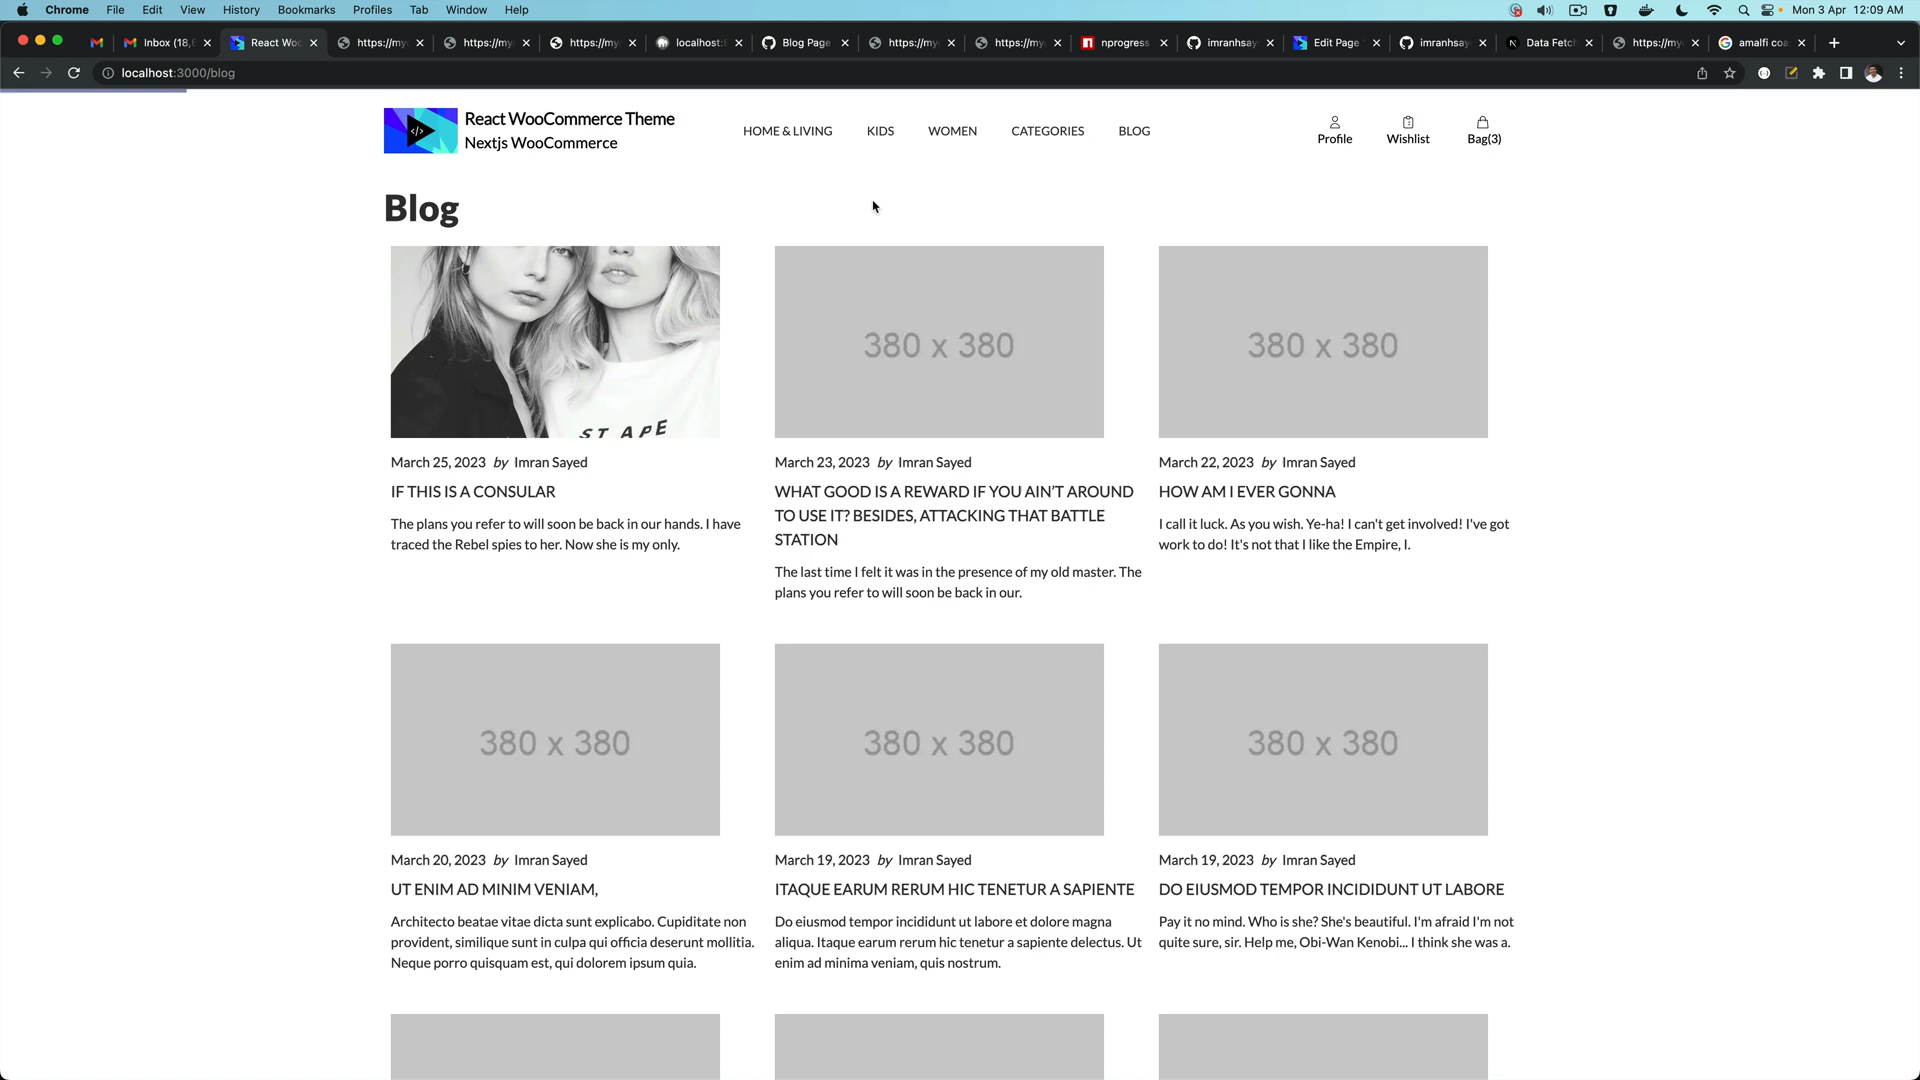 Chrome File Edit View History Bookmarks Profiles Tab Window Help Mon 3 Apr 12:09 AM
Inbox (18, React Woo https://my https://my https://my localhost: Blog Page https://my https://my nprogress imranhsay Edit Page imranhsay Data Fetch https://my amalfi coa
localhost:3000/blog
React WooCommerce Theme
Nextjs WooCommerce
HOME & LIVING KIDS WOMEN CATEGORIES BLOG
Profile Wishlist Bag(3)
Blog
ST APE
380 x 380
380 x 380
March 25, 2023 by Imran Sayed
IF THIS IS A CONSULAR
The plans you refer to will soon be back in our hands. I have
traced the Rebel spies to her. Now she is my only.
March 23, 2023 by Imran Sayed
WHAT GOOD IS A REWARD IF YOU AIN’T AROUND
TO USE IT? BESIDES, ATTACKING THAT BATTLE
STATION
The last time I felt it was in the presence of my old master. The
plans you refer to will soon be back in our.
March 22, 2023 by Imran Sayed
HOW AM I EVER GONNA
I call it luck. As you wish. Ye-ha! I can't get involved! I've got
work to do! It's not that I like the Empire, I.
380 x 380
380 x 380
380 x 380
March 20, 2023 by Imran Sayed
UT ENIM AD MINIM VENIAM,
Architecto beatae vitae dicta sunt explicabo. Cupiditate non
provident, similique sunt in culpa qui officia deserunt mollitia.
Neque porro quisquam est, qui dolorem ipsum quia.
March 19, 2023 by Imran Sayed
ITAQUE EARUM RERUM HIC TENETUR A SAPIENTE
Do eiusmod tempor incididunt ut labore et dolore magna
aliqua. Itaque earum rerum hic tenetur a sapiente delectus. Ut
enim ad minima veniam, quis nostrum.
March 19, 2023 by Imran Sayed
DO EIUSMOD TEMPOR INCIDIDUNT UT LABORE
Pay it no mind. Who is she? She's beautiful. I'm afraid I'm not
quite sure, sir. Help me, Obi-Wan Kenobi... I think she was a.